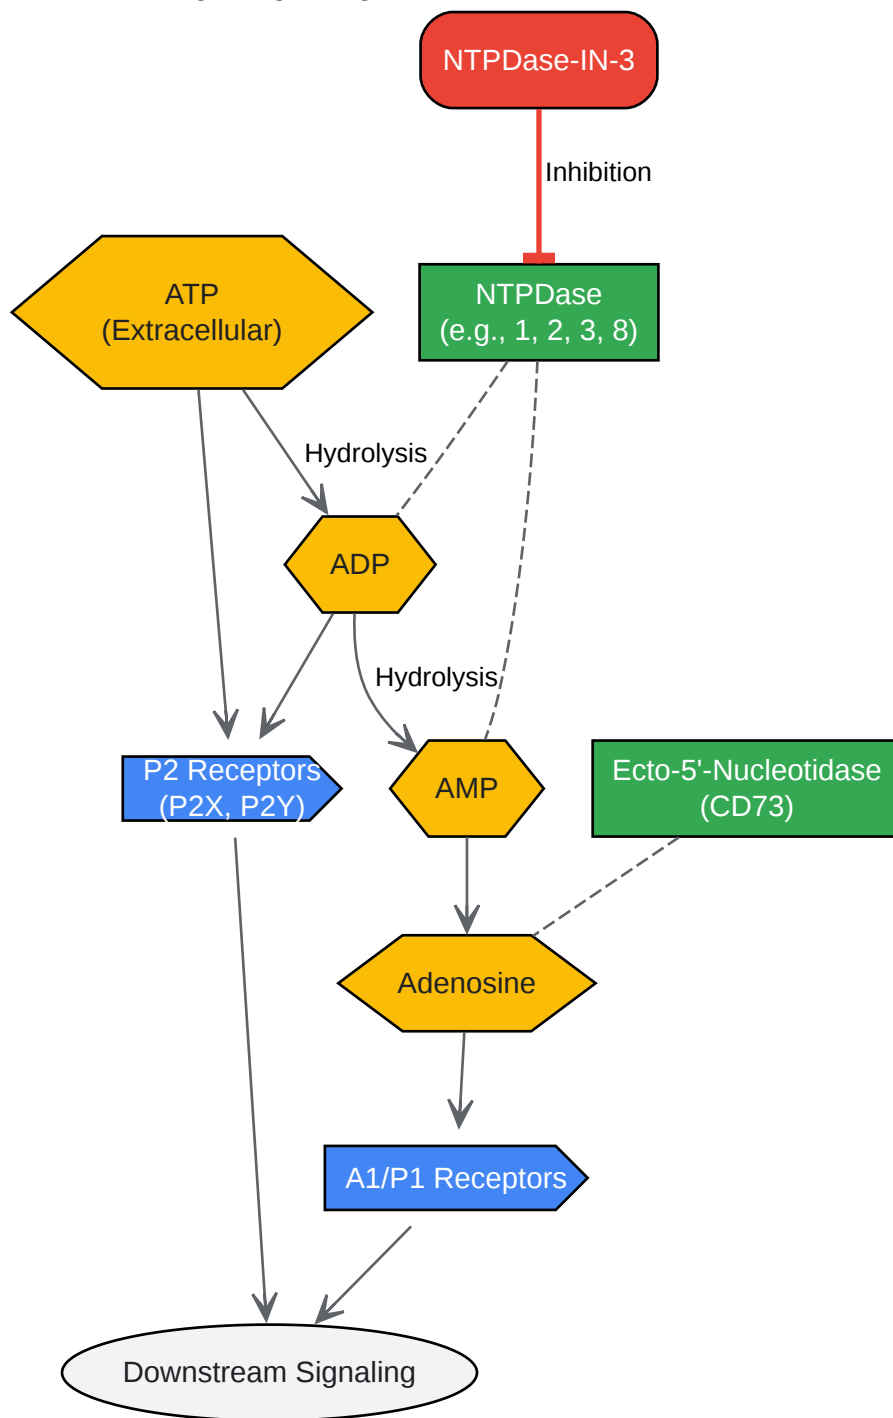 NTPDase-IN-3
Inhibition
ATP
(Extracellular)
NTPDase
(e.g., 1, 2, 3, 8)
Hydrolysis
ADP
Hydrolysis
P2 Receptors
(P2X, P2Y)
AMP
Ecto-5'-Nucleotidase
(CD73)
Adenosine
A1/P1 Receptors
Downstream Signaling